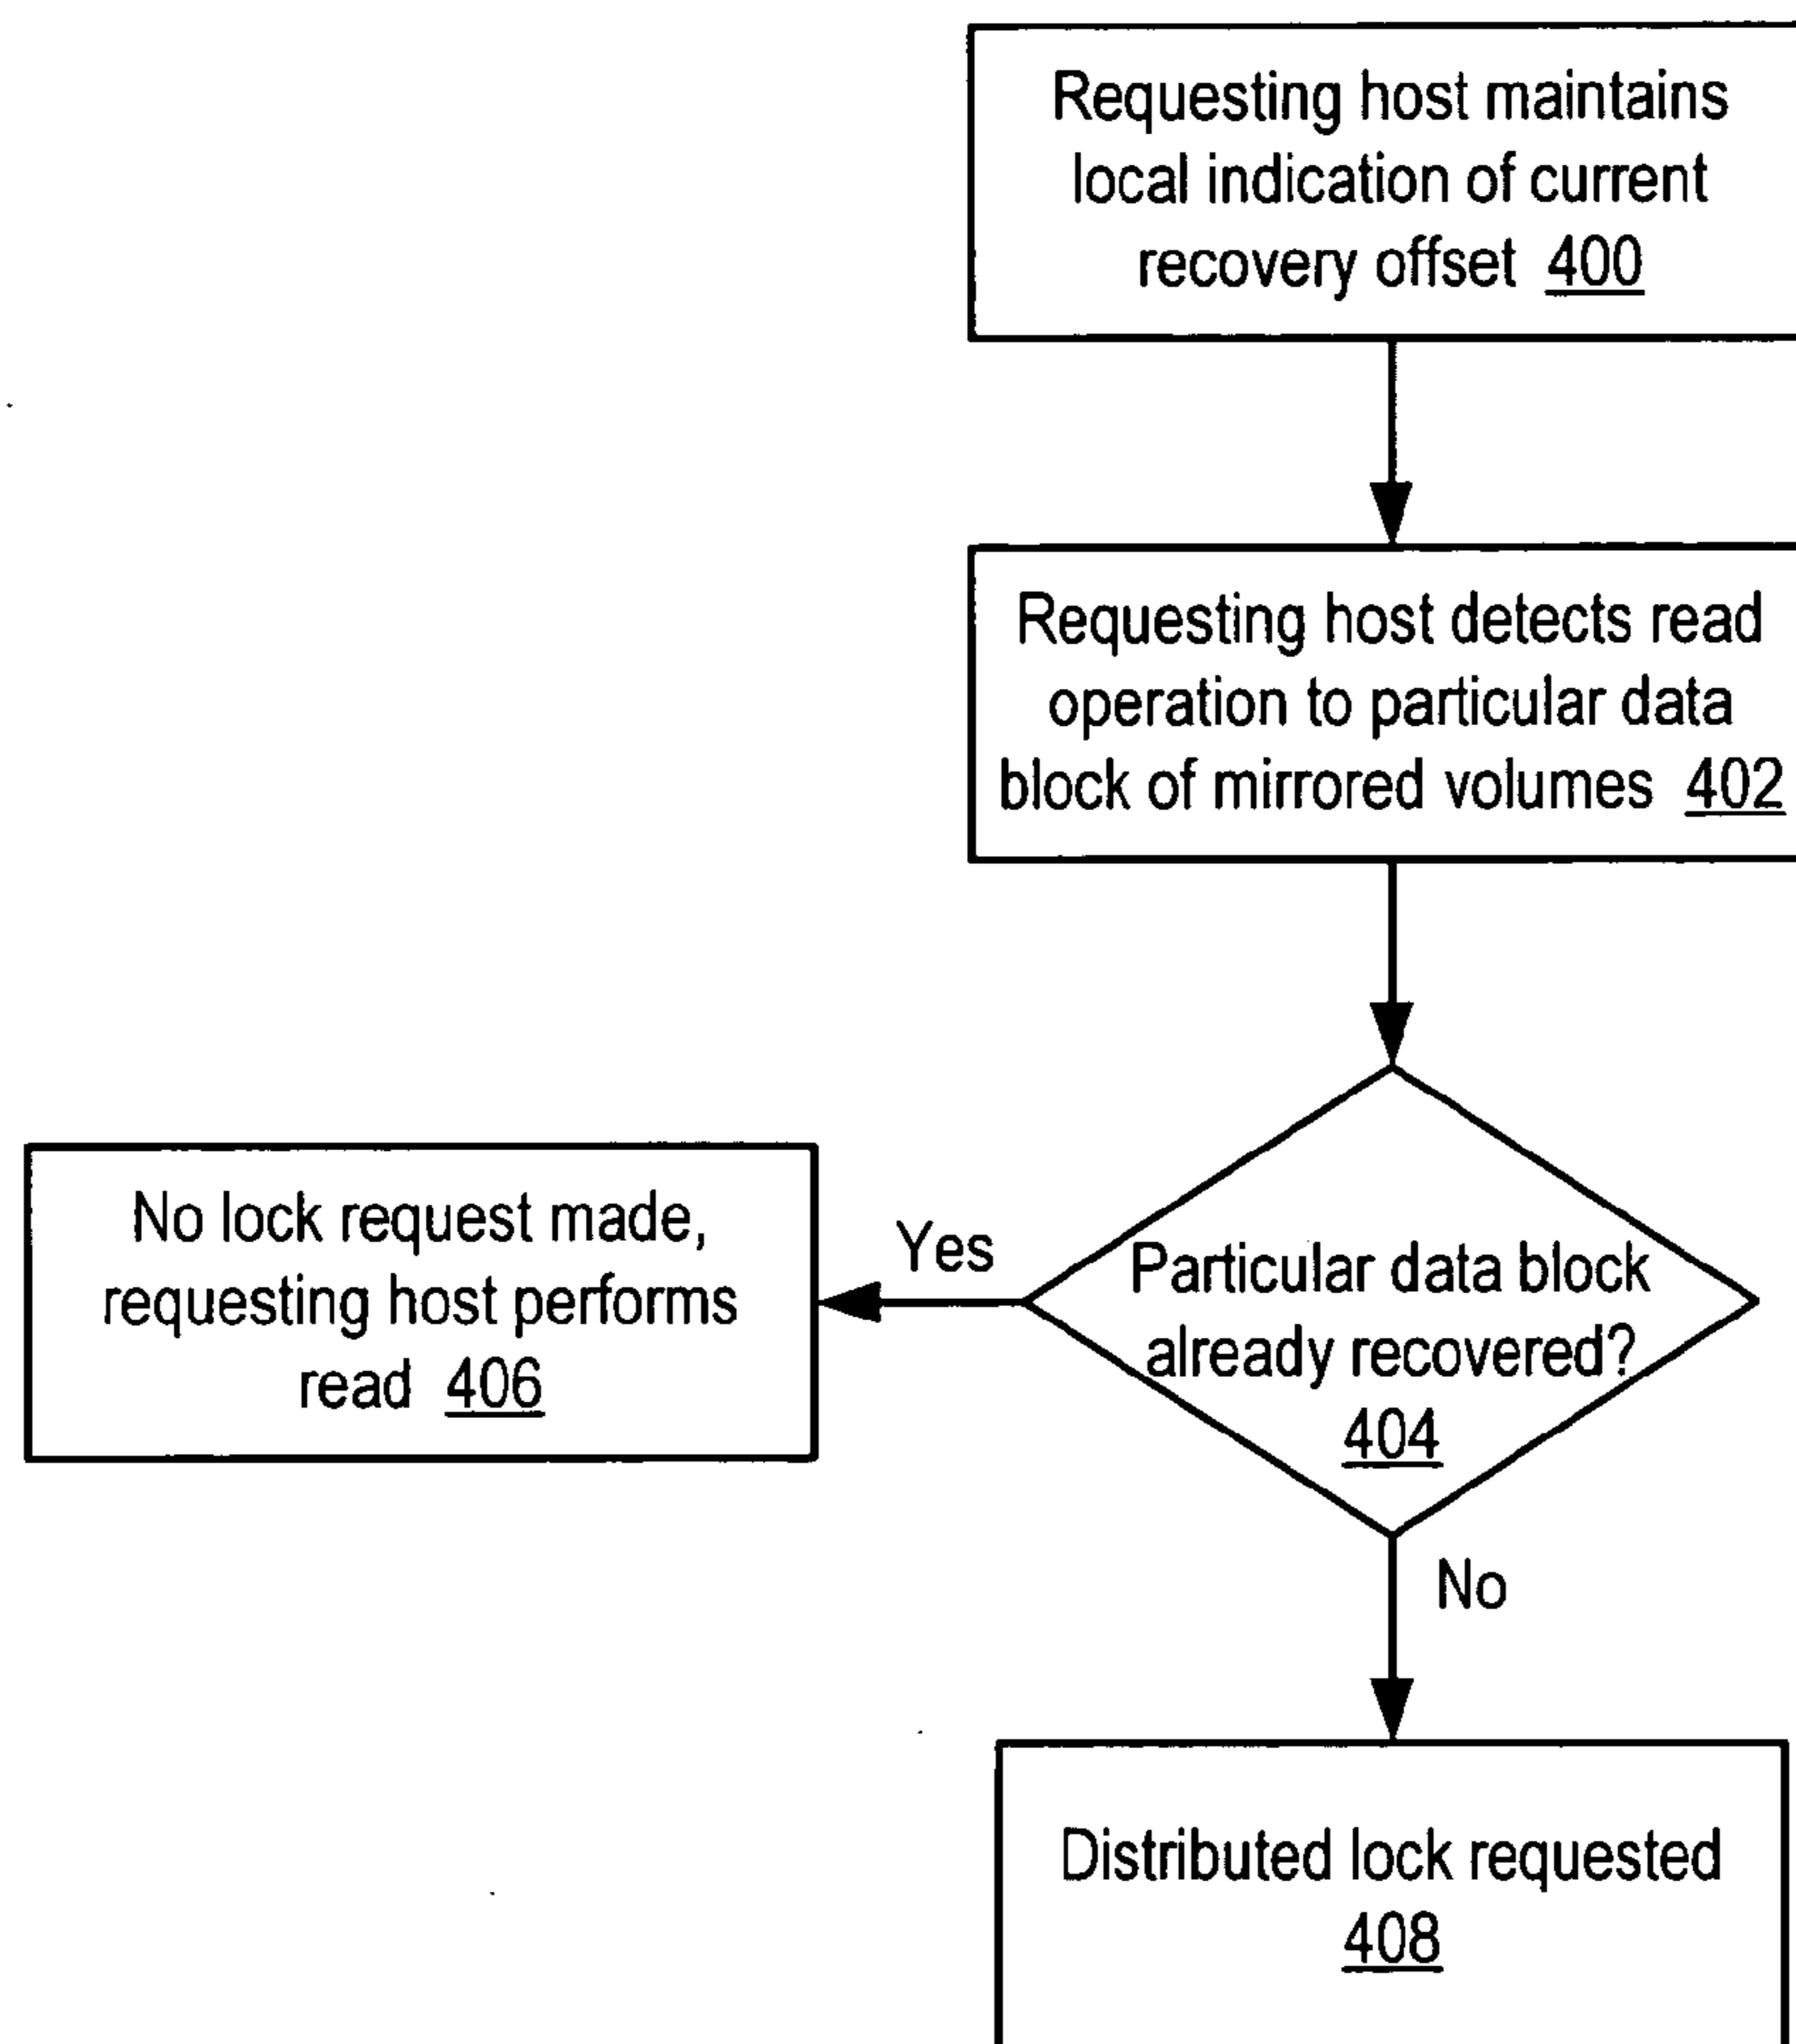 Requesting host maintains
local indication of current
recovery offset 400
Requesting host detects read
operation to particular data
block of mirrored volumes 402
Yes
Particular data block
already recovered?
404
No lock request made,
requesting host performs
read 406
No
Distributed lock requested
408